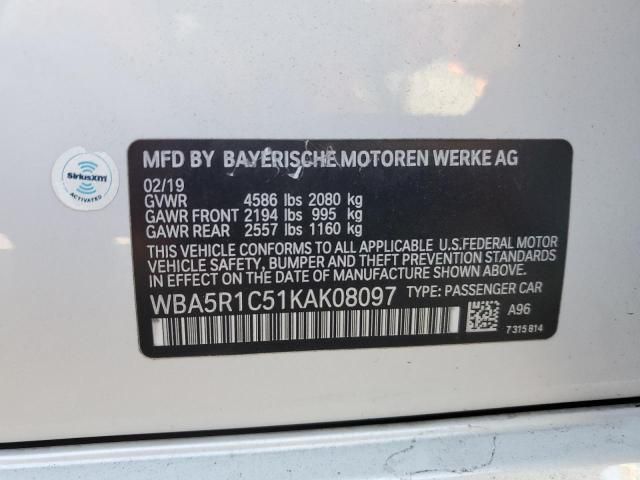 MFD BY BAYERISCHE MOTOREN WERKE AG
02/19
GVWR 4586 lbs 2080 kg
GAWR FRONT 2194 lbs 995 kg
GAWR REAR 2557 lbs 1160 kg
THIS VEHICLE CONFORMS TO ALL APPLICABLE U.S.FEDERAL MOTOR
VEHICLE SAFETY, BUMPER AND THEFT PREVENTION STANDARDS
IN EFFECT ON THE DATE OF MANUFACTURE SHOWN ABOVE.
WBA5R1C51KAK08097 TYPE: PASSENGER CAR
A96
7315814
SiriusXM
ACTIVATED